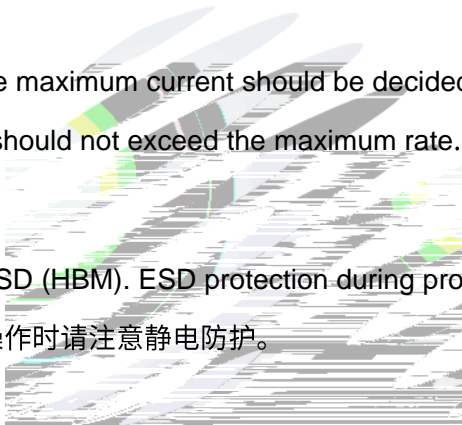 e maximum current should be decided
should not exceed the maximum rate.
SD (HBM). ESD protection during pro
作时请注意静电防护。